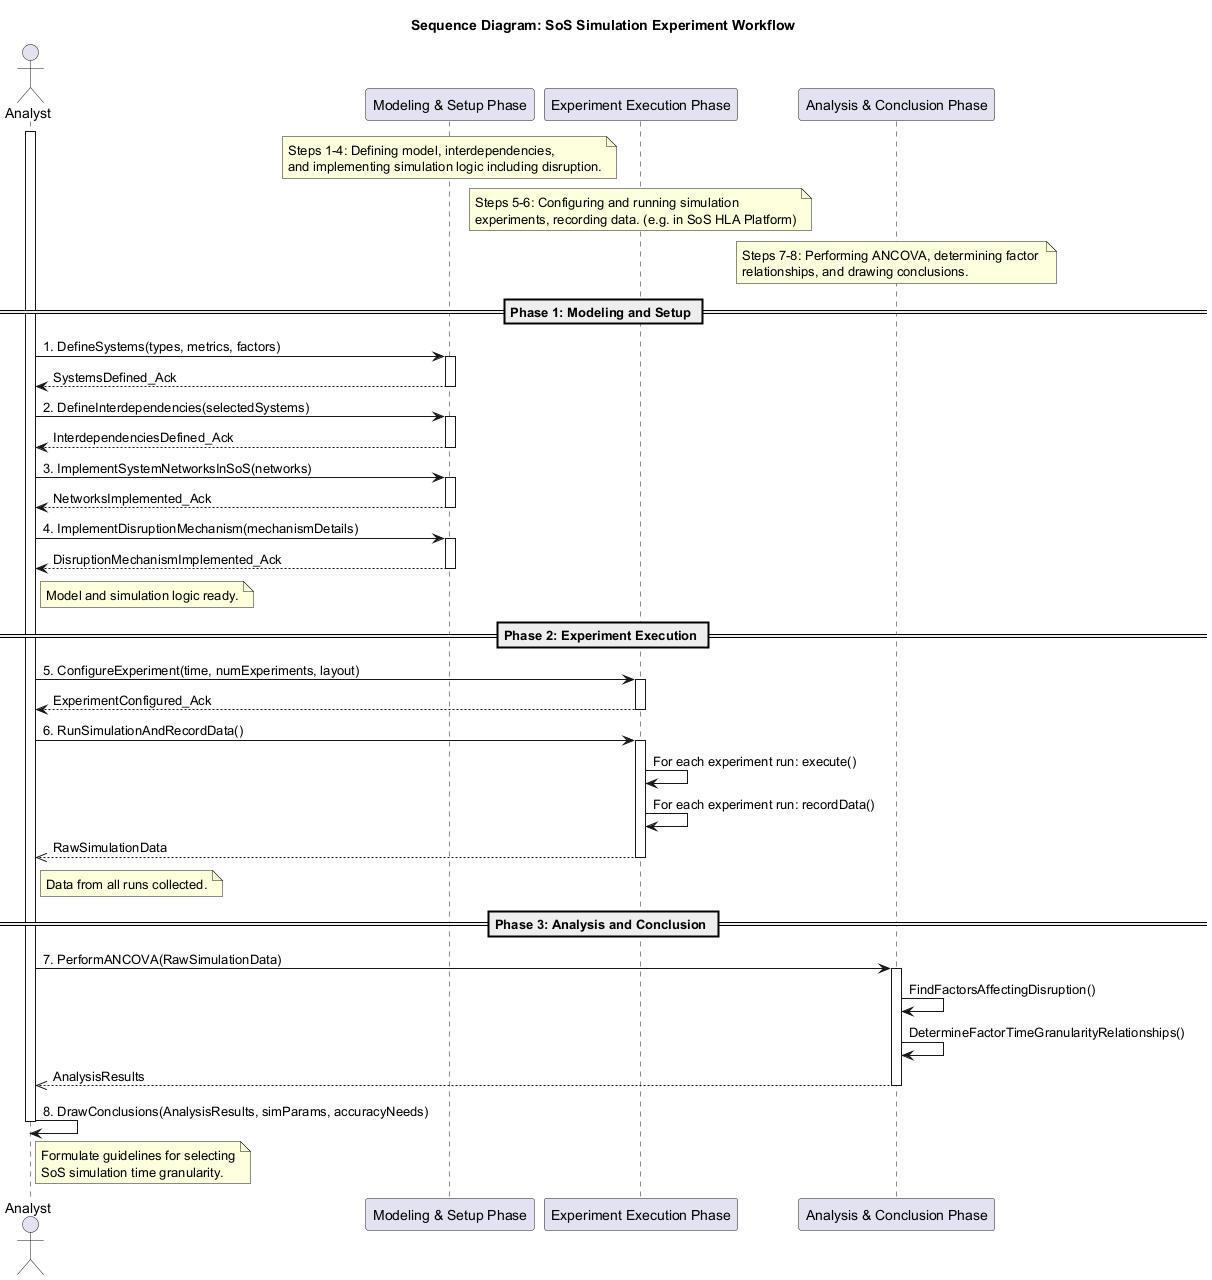 Sequence Diagram: SoS Simulation Experiment Workflow
Analyst
Modeling & Setup Phase
Experiment Execution Phase
Analysis & Conclusion Phase
Steps 1-4: Defining model, interdependencies,
and implementing simulation logic including disruption.
Steps 5-6: Configuring and running simulation
experiments, recording data. (e.g. in SoS HLA Platform)
Steps 7-8: Performing ANCOVA, determining factor
relationships, and drawing conclusions.
Phase 1: Modeling and Setup
1. DefineSystems(types, metrics, factors)
SystemsDefined_Ack
2. DefineInterdependencies(selectedSystems)
InterdependenciesDefined_Ack
3. ImplementSystemNetworksInSoS(networks)
NetworksImplemented_Ack
4. ImplementDisruptionMechanism(mechanismDetails)
DisruptionMechanismImplemented_Ack
Model and simulation logic ready.
Phase 2: Experiment Execution
5. ConfigureExperiment(time, numExperiments, layout)
ExperimentConfigured_Ack
6. RunSimulationAndRecordData()
For each experiment run: execute()
For each experiment run: recordData()
RawSimulationData
Data from all runs collected.
Phase 3: Analysis and Conclusion
7. PerformANCOVA(RawSimulationData)
FindFactorsAffectingDisruption()
DetermineFactorTimeGranularityRelationships()
AnalysisResults
8. DrawConclusions(AnalysisResults, simParams, accuracyNeeds)
Formulate guidelines for selecting
SoS simulation time granularity.
Analyst
Modeling & Setup Phase
Experiment Execution Phase
Analysis & Conclusion Phase